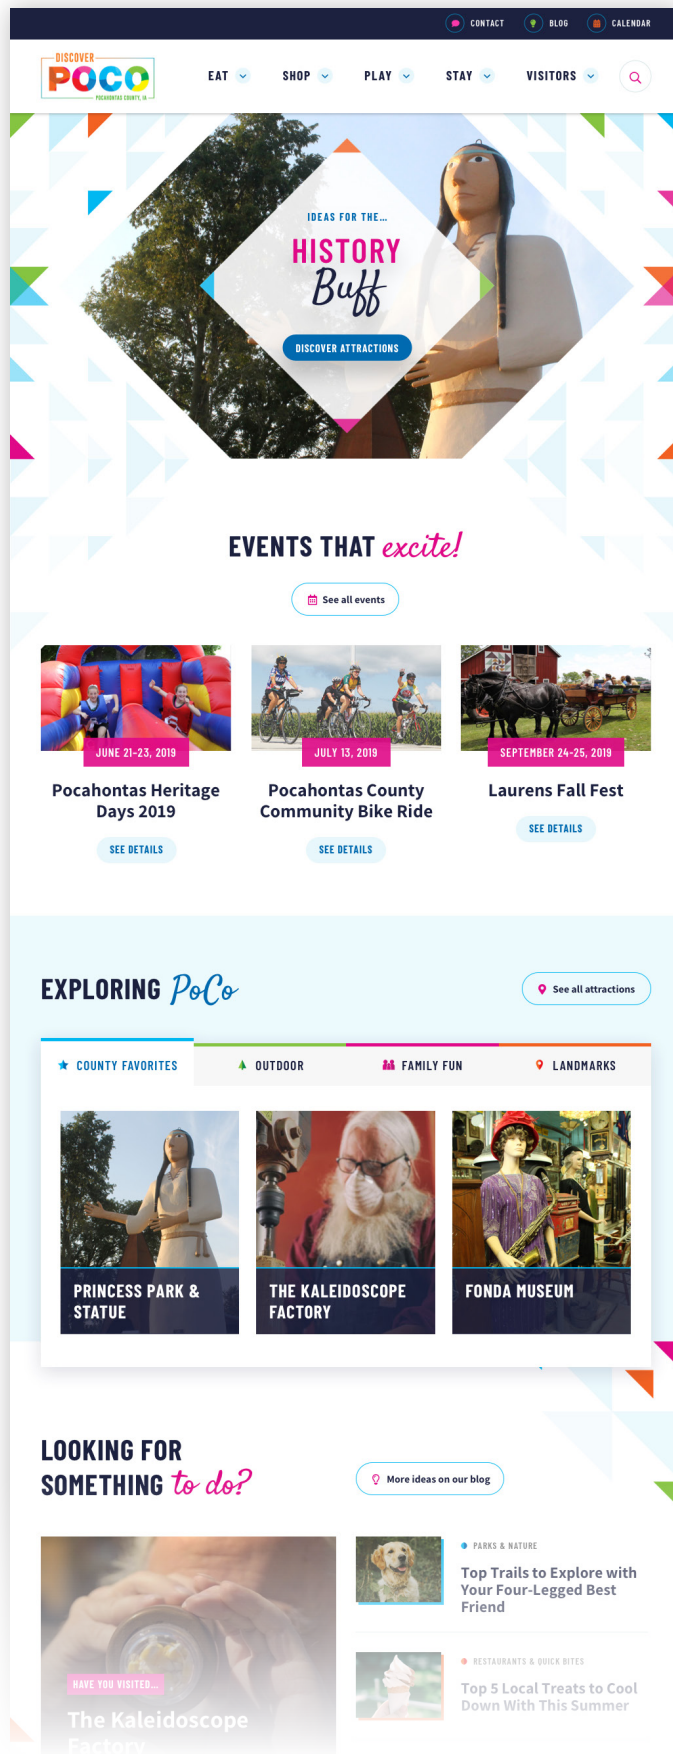 CONTACT
BLOG
CALENDAR
DISCOVER
POCO
POCAHONTAS COUNTY, IA
EAT
SHOP
PLAY
STAY
VISITORS
IDEAS FOR THE...
HISTORY
Buff
DISCOVER ATTRACTIONS
EVENTS THAT excite!
See all events
JUNE 21-23, 2019
Pocahontas Heritage
Days 2019
SEE DETAILS
JULY 13, 2019
Pocahontas County
Community Bike Ride
SEE DETAILS
SEPTEMBER 24-25, 2019
Laurens Fall Fest
SEE DETAILS
EXPLORING PoCo
See all attractions
COUNTY FAVORITES
OUTDOOR
FAMILY FUN
LANDMARKS
PRINCESS PARK &
STATUE
THE KALEIDOSCOPE
FACTORY
FONDA MUSEUM
LOOKING FOR
SOMETHING to do?
More ideas on our blog
HAVE YOU VISITED...
The Kaleidoscope
Factory
PARKS & NATURE
Top Trails to Explore with
Your Four-Legged Best
Friend
RESTAURANTS & QUICK BITES
Top 5 Local Treats to Cool
Down With This Summer